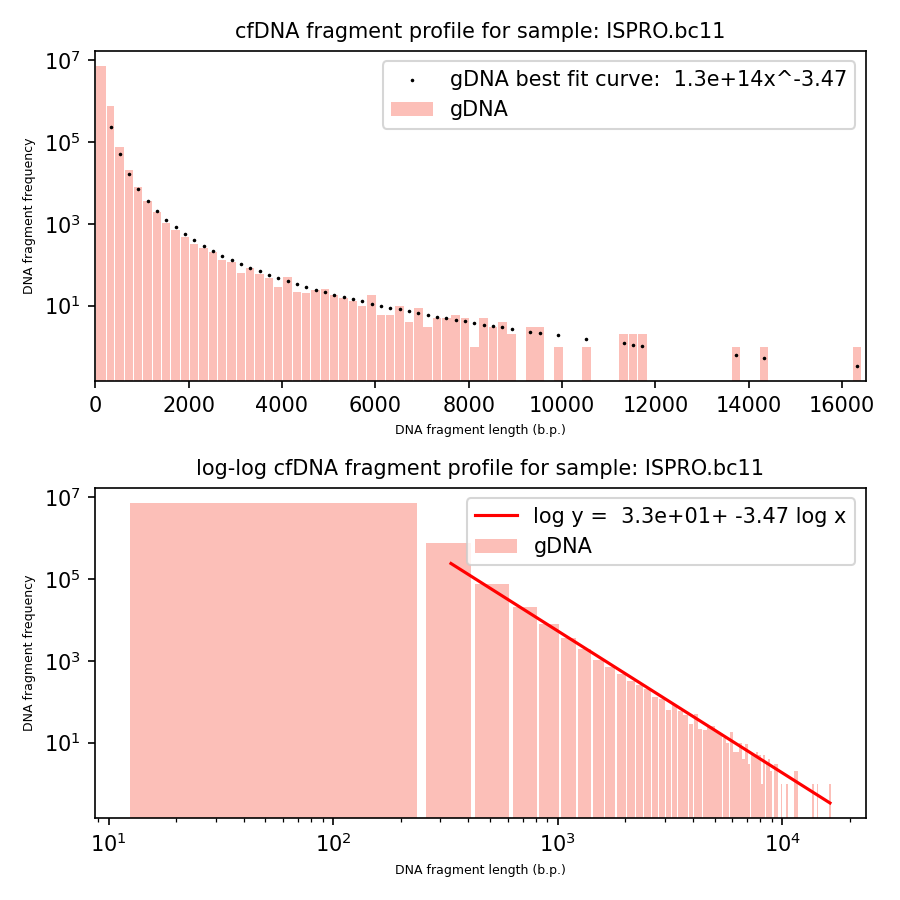 cfDNA fragment profile for sample: ISPRO.bc11
10^7
10^5
10^3
10^1
DNA fragment frequency
gDNA best fit curve:  1.3e+14x^-3.47
gDNA
0 2000 4000 6000 8000 10000 12000 14000 16000
DNA fragment length (b.p.)
log-log cfDNA fragment profile for sample: ISPRO.bc11
10^7
10^5
10^3
10^1
DNA fragment frequency
log y =  3.3e+01+ -3.47 log x
gDNA
10^1 10^2 10^3 10^4
DNA fragment length (b.p.)